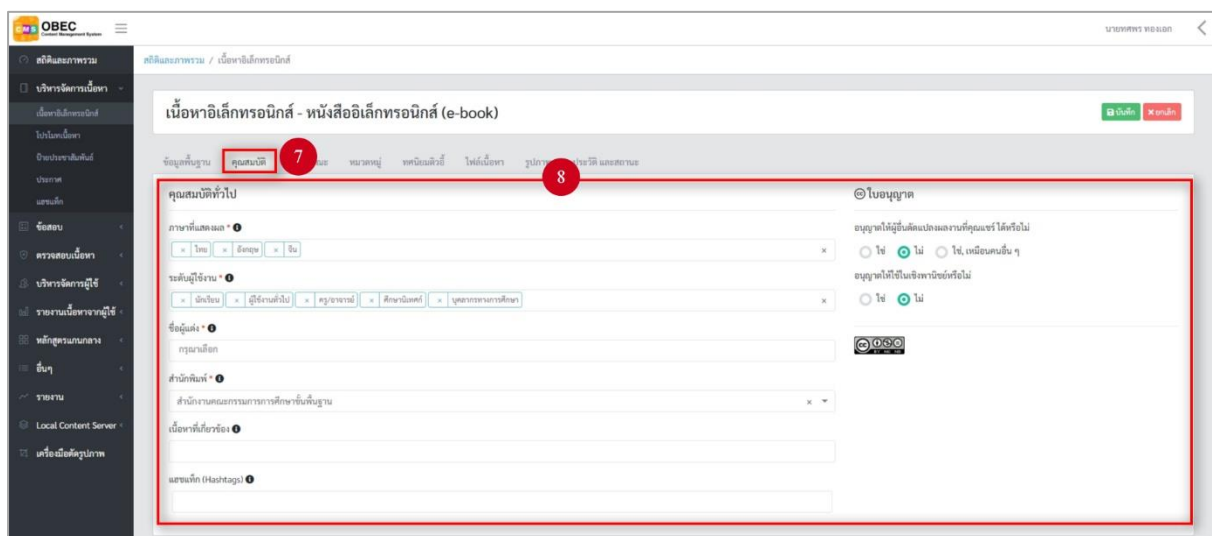 CMS OBEC
Content Management System
นายทศพร ทองเอก
สถิติและภาพรวม
บริหารจัดการเนื้อหา
เนื้อหาอิเล็กทรอนิกส์
โปรโมทเนื้อหา
ป้ายประชาสัมพันธ์
ประกาศ
แฮชแท็ก
ข้อสอบ
ตรวจสอบเนื้อหา
บริหารจัดการผู้ใช้
รายงานเนื้อหาจากผู้ใช้
หลักสูตรแกนกลาง
อื่นๆ
รายงาน
Local Content Server
เครื่องมือตัดรูปภาพ
สถิติและภาพรวม / เนื้อหาอิเล็กทรอนิกส์
เนื้อหาอิเล็กทรอนิกส์ - หนังสืออิเล็กทรอนิกส์ (e-book)
บันทึก ยกเลิก
ข้อมูลพื้นฐาน คุณสมบัติ 7 หมวดหมู่ ทศนิยมดิวอี้ ไฟล์เนื้อหา 8 ประวัติ และสถานะ
คุณสมบัติทั่วไป
ภาษาที่แสดงผล *
× ไทย × อังกฤษ × จีน ×
ระดับผู้ใช้งาน *
× นักเรียน × ผู้ใช้งานทั่วไป × ครู/อาจารย์ × ศึกษานิเทศก์ × บุคลากรทางการศึกษา ×
ชื่อผู้แต่ง *
กรุณาเลือก
สำนักพิมพ์ *
สำนักงานคณะกรรมการการศึกษาขั้นพื้นฐาน ×
เนื้อหาที่เกี่ยวข้อง
แฮชแท็ก (Hashtags)
ใบอนุญาต
อนุญาตให้ผู้อื่นดัดแปลงผลงานที่คุณแชร์ ได้หรือไม่
ใช่ ไม่ ใช่, เหมือนคนอื่น ๆ
อนุญาตให้ใช้ในเชิงพาณิชย์หรือไม่
ใช่ ไม่
cc
BY NC ND